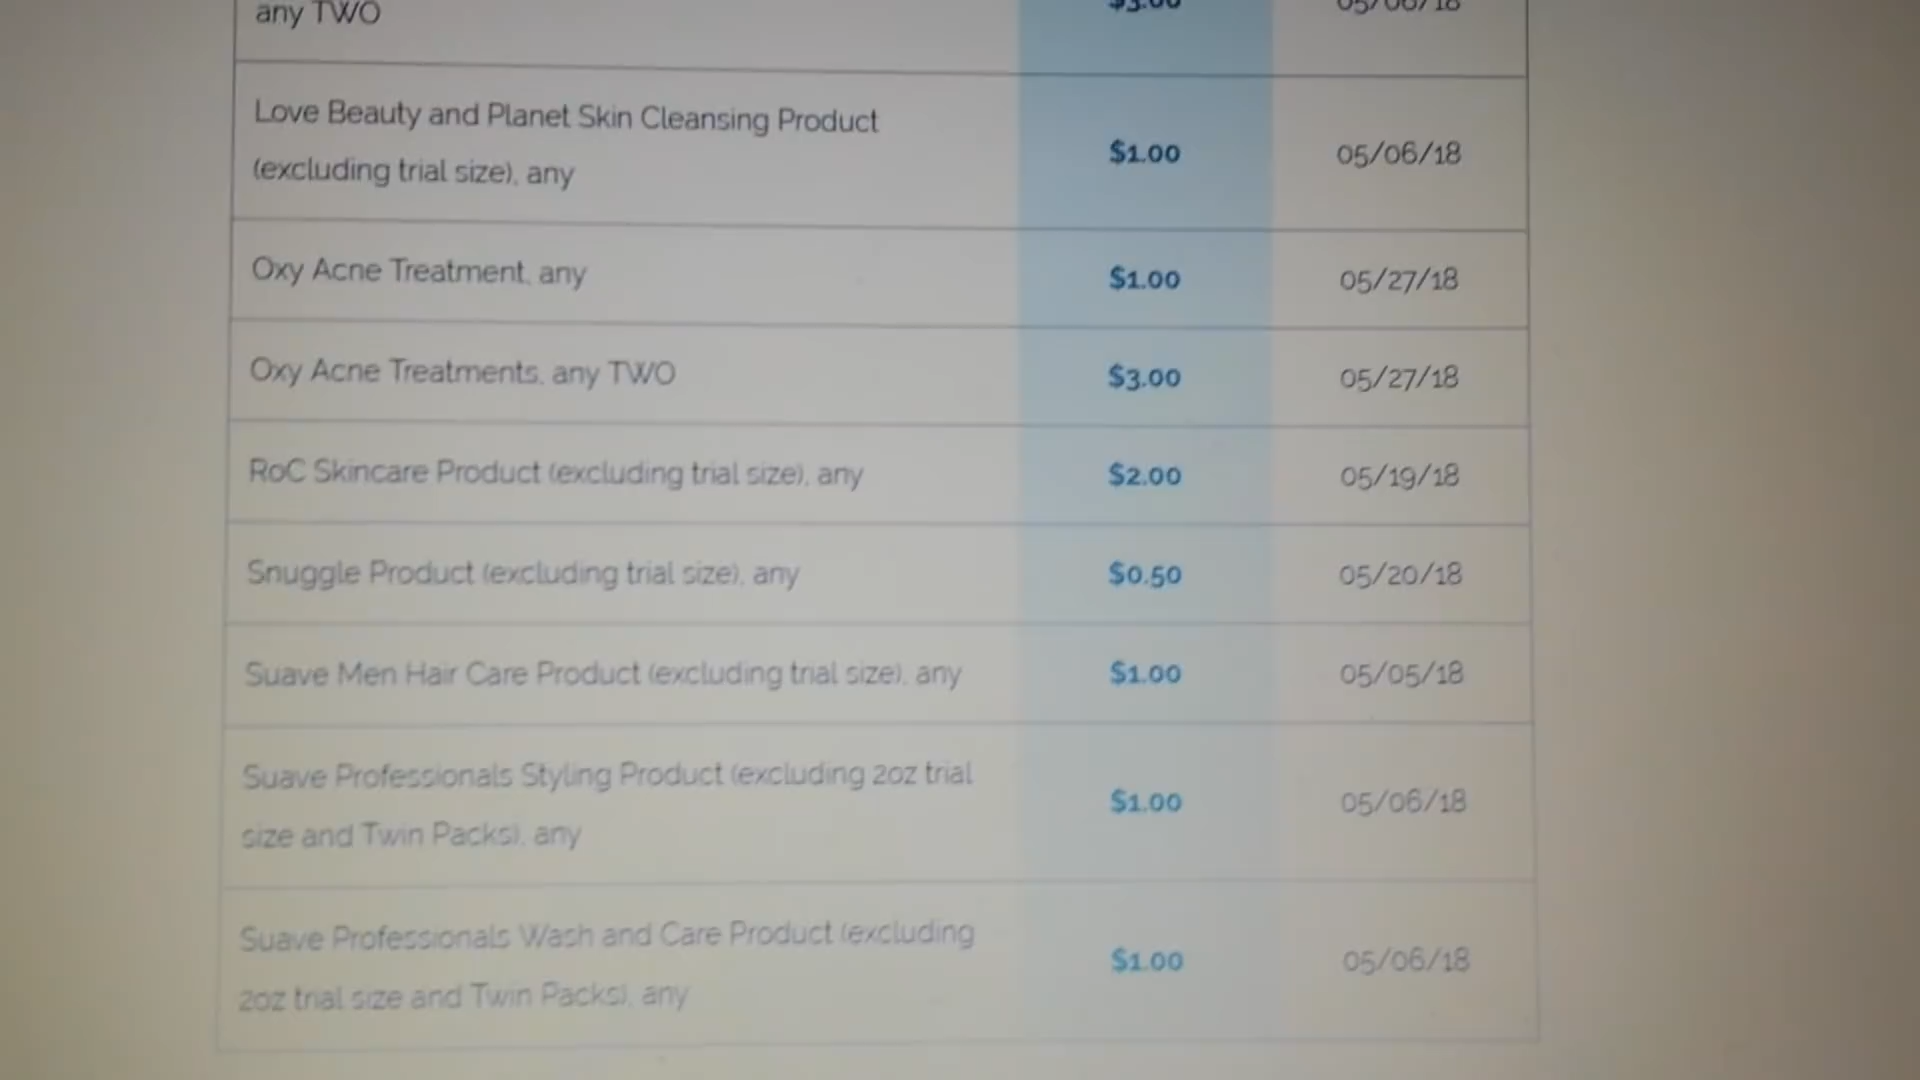 any TWO $3.00 05/06/18
Love Beauty and Planet Skin Cleansing Product
(excluding trial size), any $1.00 05/06/18
Oxy Acne Treatment, any $1.00 05/27/18
Oxy Acne Treatments, any TWO $3.00 05/27/18
RoC Skincare Product (excluding trial size), any $2.00 05/19/18
Snuggle Product (excluding trial size), any $0.50 05/20/18
Suave Men Hair Care Product (excluding trial size), any $1.00 05/05/18
Suave Professionals Styling Product (excluding 2oz trial
size and Twin Packs), any $1.00 05/06/18
Suave Professionals Wash and Care Product (excluding
2oz trial size and Twin Packs), any $1.00 05/06/18